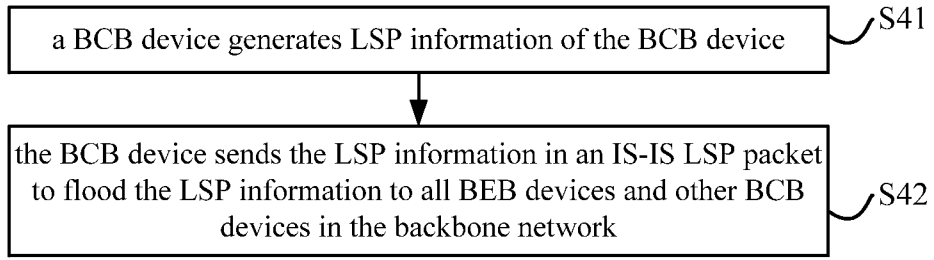 a BCB device generates LSP information of the BCB device
S41
the BCB device sends the LSP information in an IS-IS LSP packet
to flood the LSP information to all BEB devices and other BCB
devices in the backbone network
S42